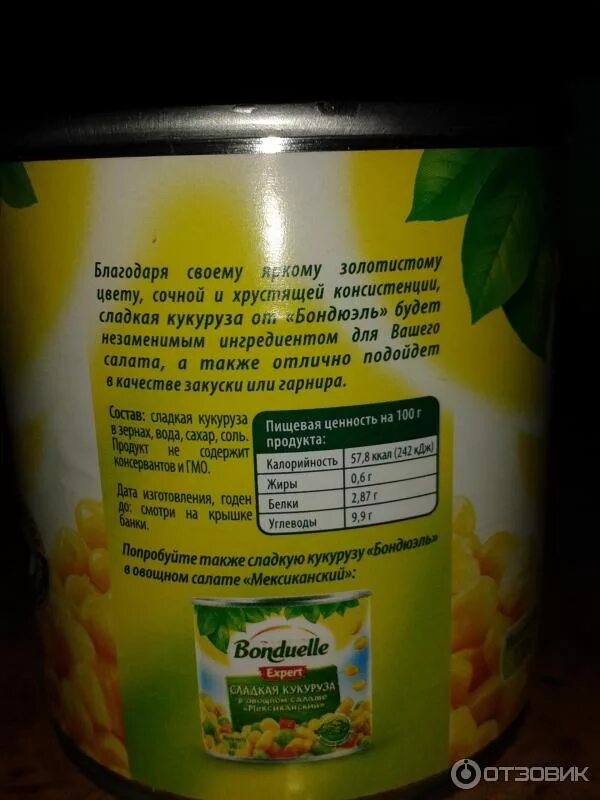 Благодаря своему яркому золотистому
цвету, сочной и хрустящей консистенции,
сладкая кукуруза от «Бондюэль» будет
незаменимым ингредиентом для Вашего
салата, а также отлично подойдет
в качестве закуски или гарнира.
Состав: сладкая кукуруза
в зернах, вода, сахар, соль.
Продукт не содержит
консервантов и ГМО.
Дата изготовления, годен
до: смотри на крышке
банки.
Пищевая ценность на 100 г
продукта:
Калорийность 57,8 ккал (242 кДж)
Жиры 0,6 г
Белки 2,87 г
Углеводы 9,9 г
Попробуйте также сладкую кукурузу «Бондюэль»
в овощном салате «Мексиканский»:
Bonduelle
Expert
СЛАДКАЯ КУКУРУЗА
в овощном салате
«Мексиканский»
ОТЗОВИК